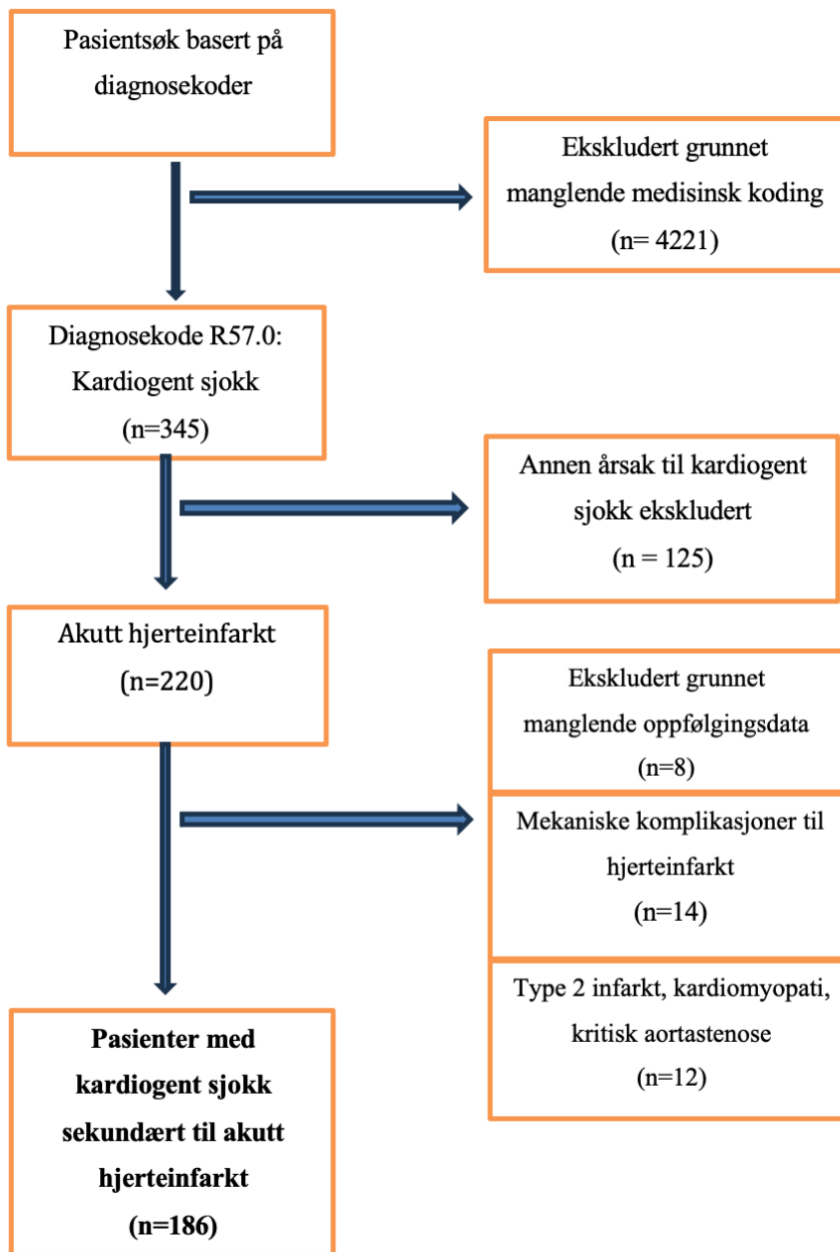 Pasientsøk basert på
diagnosekoder
Ekskludert grunnet
manglende medisinsk koding
(n= 4221)
Diagnosekode R57.0:
Kardiogent sjokk
(n=345)
Annen årsak til kardiogent
sjokk ekskludert
(n = 125)
Akutt hjerteinfarkt
(n=220)
Ekskludert grunnet
manglende oppfølgingsdata
(n=8)
Mekaniske komplikasjoner til
hjerteinfarkt
(n=14)
Type 2 infarkt, kardiomyopati,
kritisk aortastenose
(n=12)
Pasienter med
kardiogent sjokk
sekundært til akutt
hjerteinfarkt
(n=186)